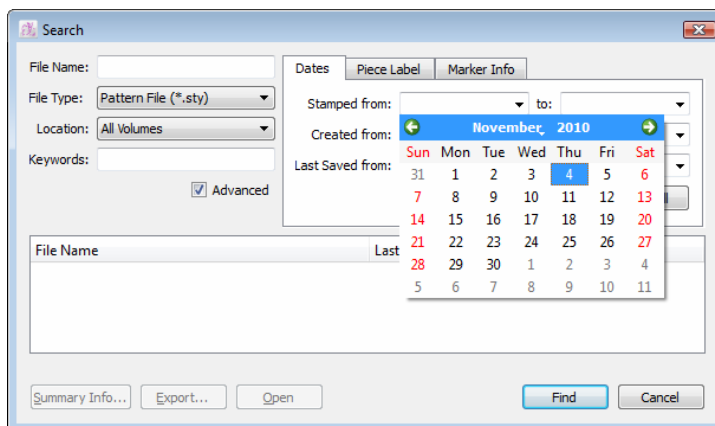 Search
File Name:
Dates Piece Label Marker Info
File Type: Pattern File (*.sty)
Stamped from: to:
Location: All Volumes
Created from:
November, 2010
Keywords:
Last Saved from:
Sun Mon Tue Wed Thu Fri Sat
31 1 2 3 4 5 6
Advanced
7 8 9 10 11 12 13
14 15 16 17 18 19 20
File Name Last
21 22 23 24 25 26 27
28 29 30 1 2 3 4
5 6 7 8 9 10 11
Summary Info... Export... Open Find Cancel